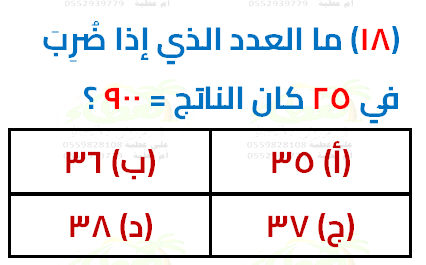 0552939779 ام عظمه 0552939779 ام عظمه
(١٨) ما العدد الذي إذا ضُرِبَ
في ٢٥ كان الناتج = ٩٠٠ ؟
(أ) ٣٥ (ب) ٣٦
(ج) ٣٧ (د) ٣٨